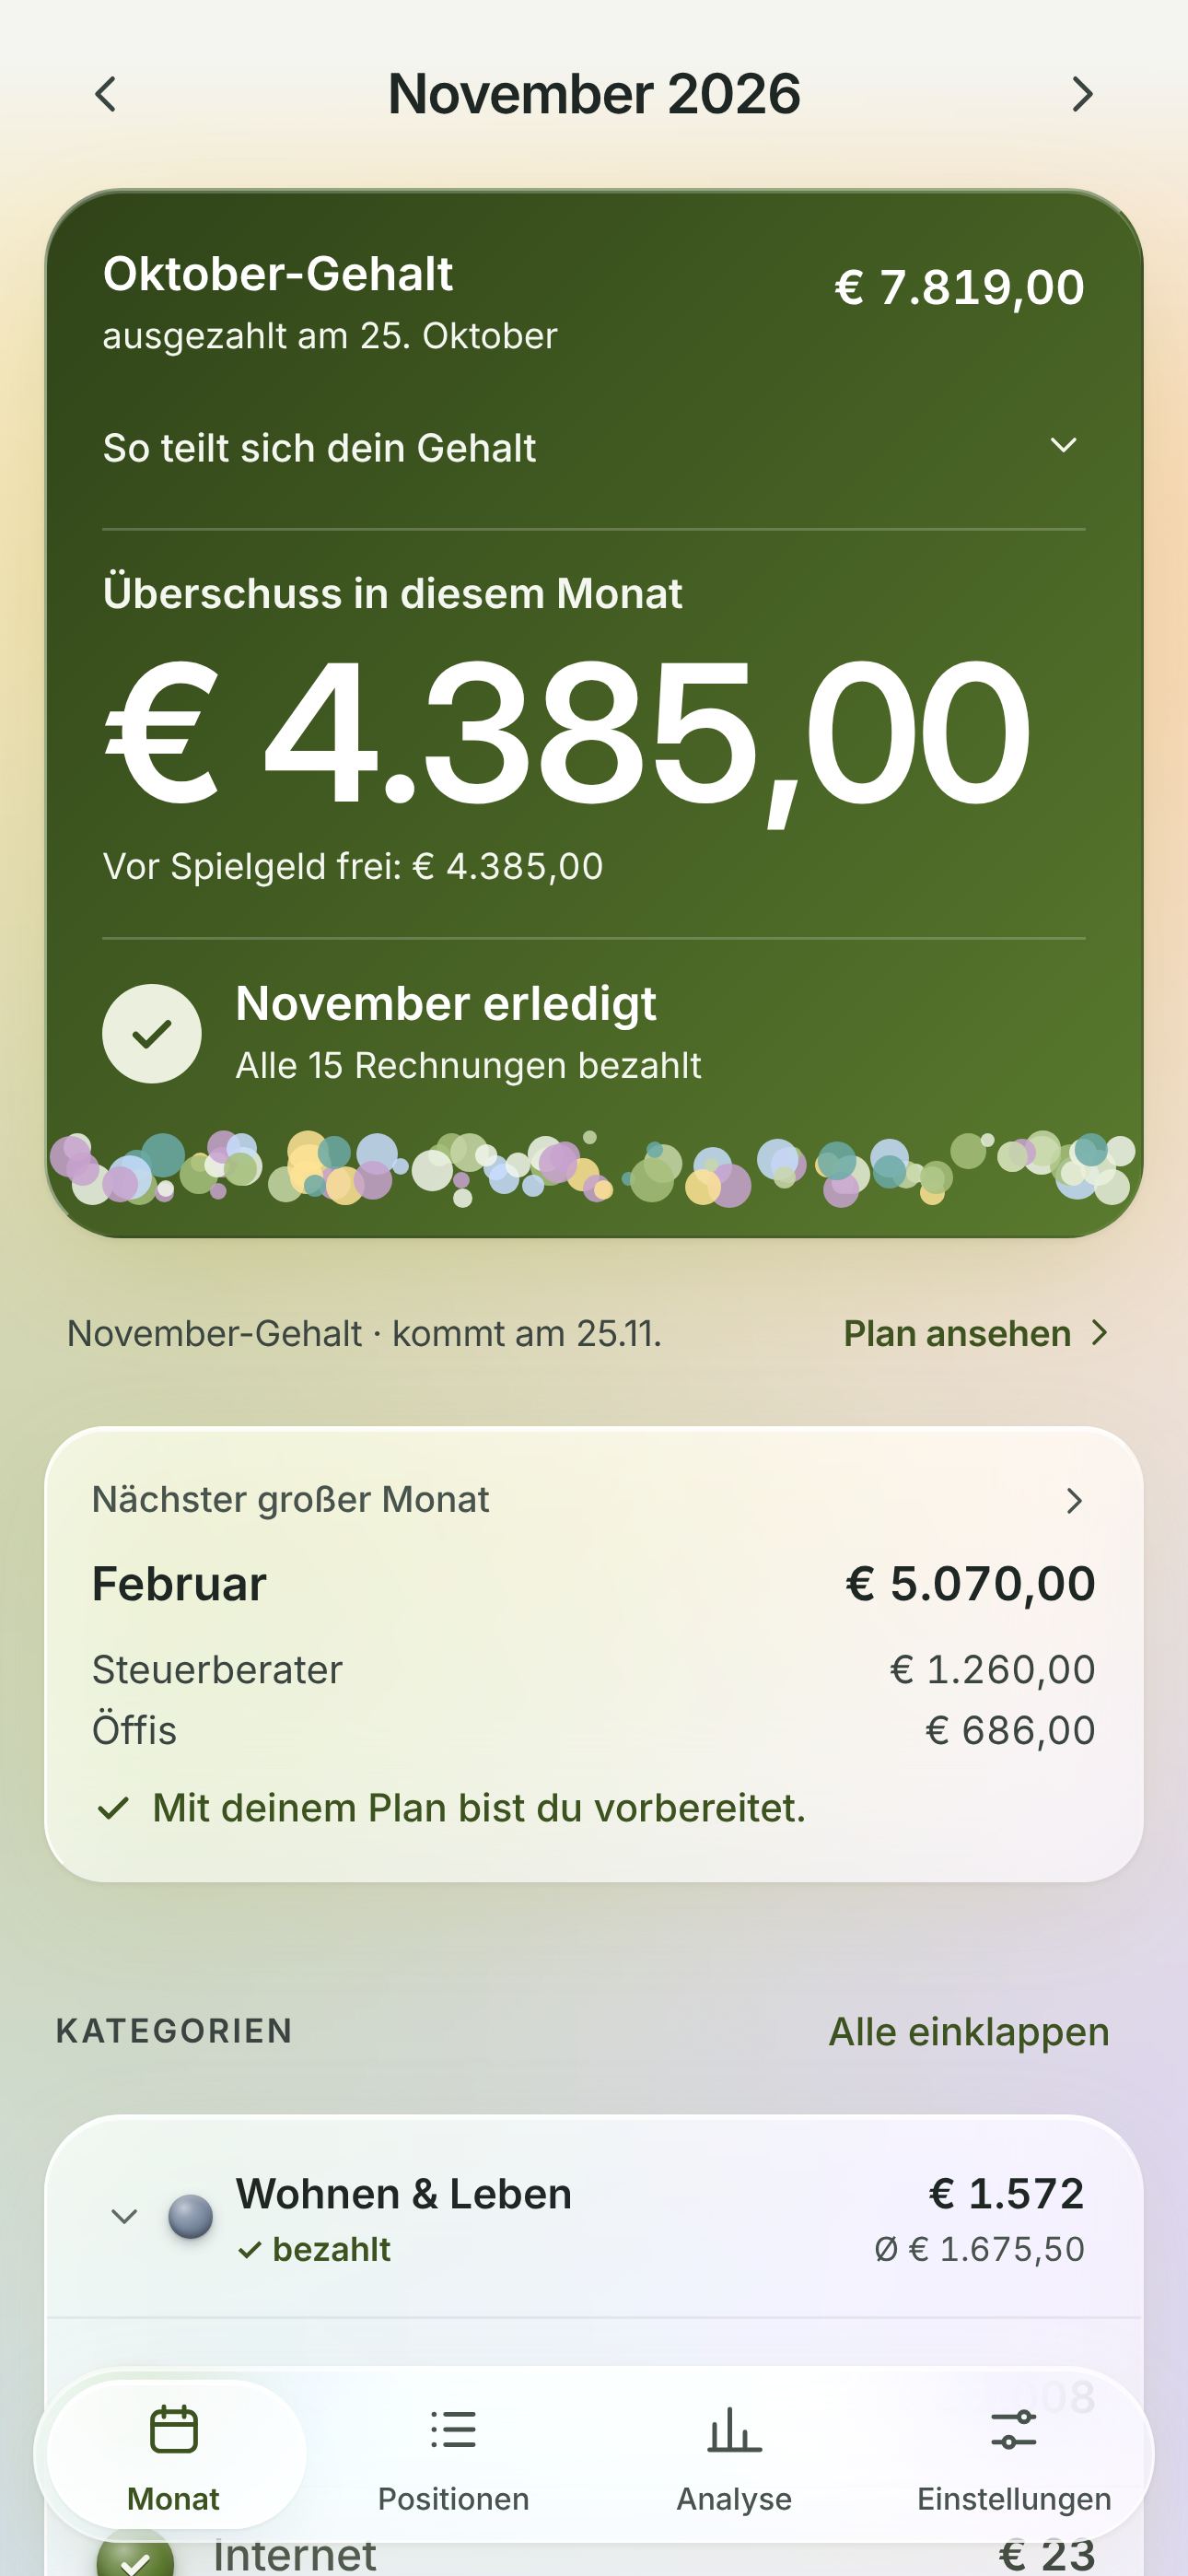 November 2026
Oktober-Gehalt
€ 7.819,00
ausgezahlt am 25. Oktober
So teilt sich dein Gehalt
Überschuss in diesem Monat
€ 4.385,00
Vor Spielgeld frei: € 4.385,00
November erledigt
Alle 15 Rechnungen bezahlt
November-Gehalt · kommt am 25.11.
Plan ansehen
Nächster großer Monat
Februar
€ 5.070,00
Steuerberater
€ 1.260,00
Öffis
€ 686,00
Mit deinem Plan bist du vorbereitet.
KATEGORIEN
Alle einklappen
Wohnen & Leben
€ 1.572
bezahlt
Ø € 1.675,50
Monat
Positionen
Analyse
Einstellungen
Internet
€ 23